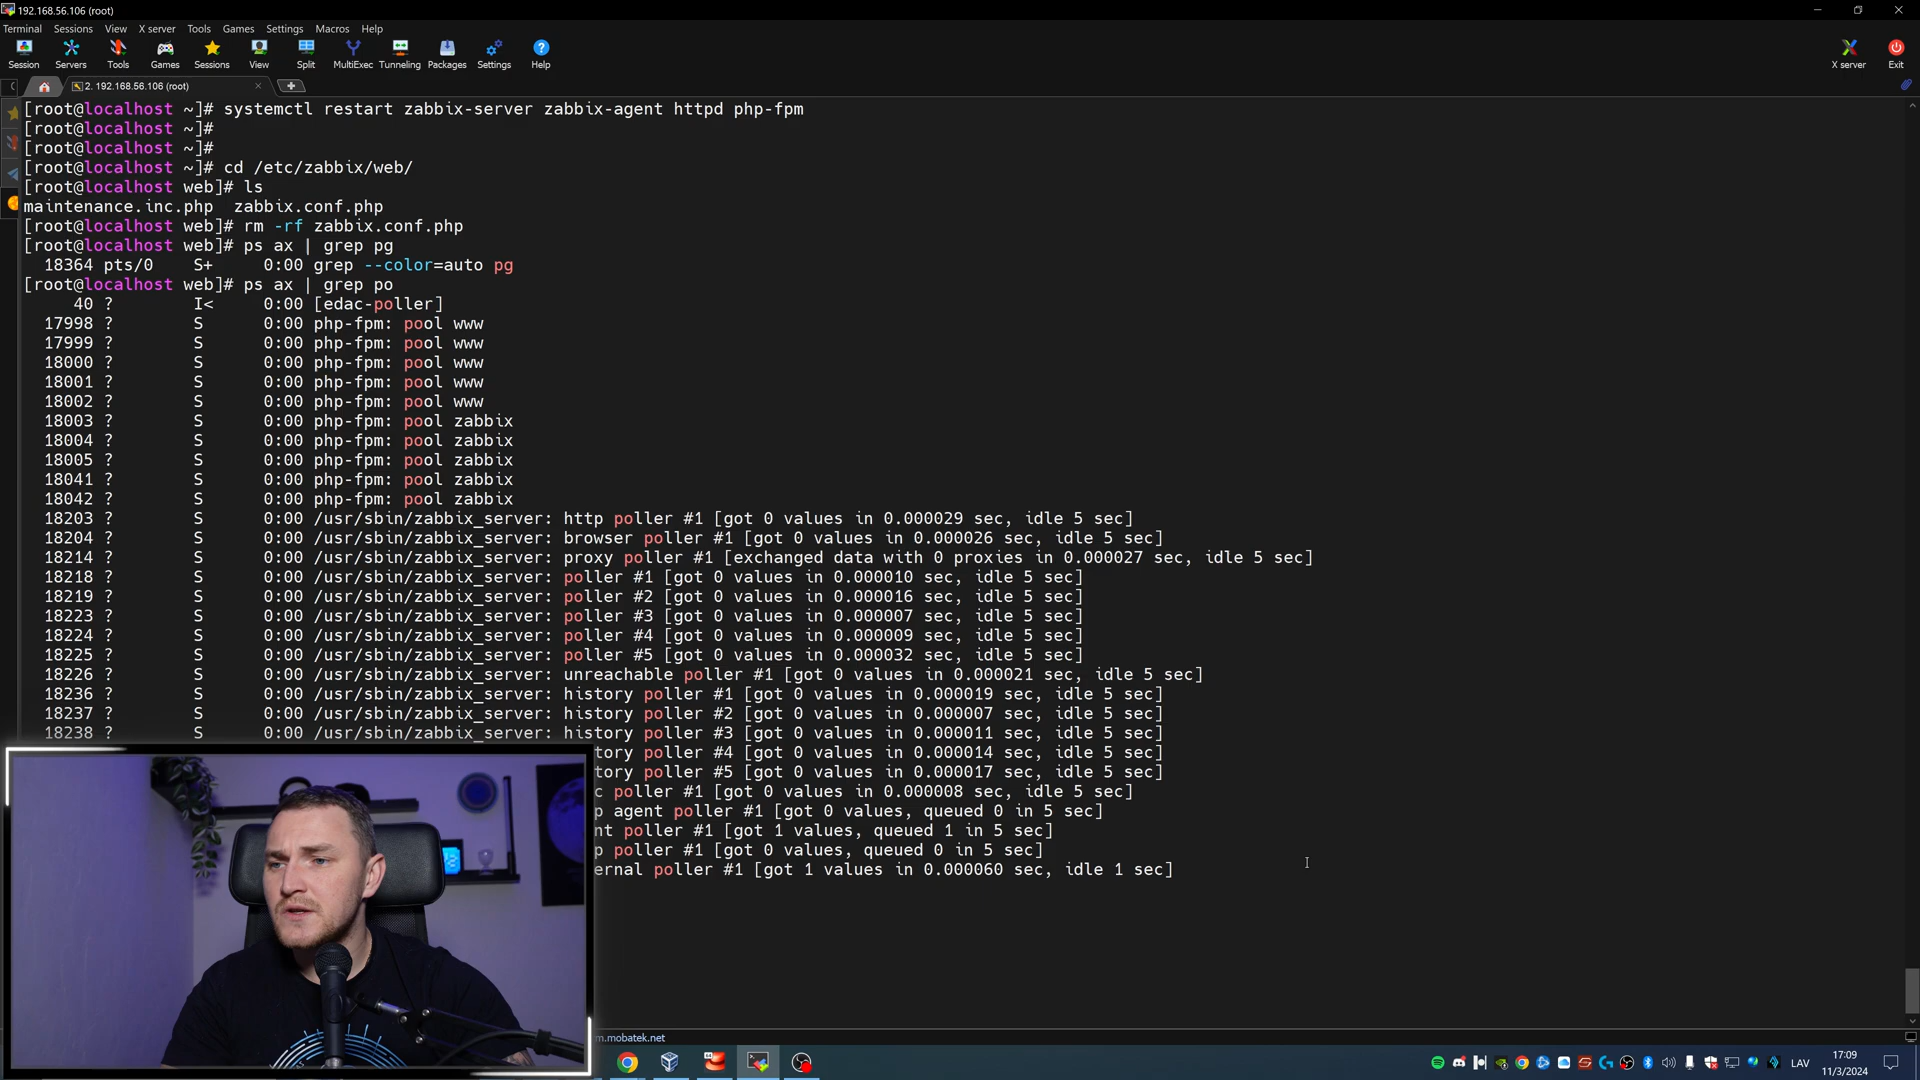 192.168.56.106 (root)
Terminal Sessions View X server Tools Games Settings Macros Help
Session Servers Tools Games Sessions View Split MultiExec Tunneling Packages Settings Help X server Exit
2. 192.168.56.106 (root)
[root@localhost ~]# systemctl restart zabbix-server zabbix-agent httpd php-fpm
[root@localhost ~]#
[root@localhost ~]#
[root@localhost ~]# cd /etc/zabbix/web/
[root@localhost web]# ls
maintenance.inc.php zabbix.conf.php
[root@localhost web]# rm -rf zabbix.conf.php
[root@localhost web]# ps ax | grep pg
18364 pts/0 S+ 0:00 grep --color=auto pg
[root@localhost web]# ps ax | grep po
40 ? I< 0:00 [edac-poller]
17998 ? S 0:00 php-fpm: pool www
17999 ? S 0:00 php-fpm: pool www
18000 ? S 0:00 php-fpm: pool www
18001 ? S 0:00 php-fpm: pool www
18002 ? S 0:00 php-fpm: pool www
18003 ? S 0:00 php-fpm: pool zabbix
18004 ? S 0:00 php-fpm: pool zabbix
18005 ? S 0:00 php-fpm: pool zabbix
18041 ? S 0:00 php-fpm: pool zabbix
18042 ? S 0:00 php-fpm: pool zabbix
18203 ? S 0:00 /usr/sbin/zabbix_server: http poller #1 [got 0 values in 0.000029 sec, idle 5 sec]
18204 ? S 0:00 /usr/sbin/zabbix_server: browser poller #1 [got 0 values in 0.000026 sec, idle 5 sec]
18214 ? S 0:00 /usr/sbin/zabbix_server: proxy poller #1 [exchanged data with 0 proxies in 0.000027 sec, idle 5 sec]
18218 ? S 0:00 /usr/sbin/zabbix_server: poller #1 [got 0 values in 0.000010 sec, idle 5 sec]
18219 ? S 0:00 /usr/sbin/zabbix_server: poller #2 [got 0 values in 0.000016 sec, idle 5 sec]
18223 ? S 0:00 /usr/sbin/zabbix_server: poller #3 [got 0 values in 0.000007 sec, idle 5 sec]
18224 ? S 0:00 /usr/sbin/zabbix_server: poller #4 [got 0 values in 0.000009 sec, idle 5 sec]
18225 ? S 0:00 /usr/sbin/zabbix_server: poller #5 [got 0 values in 0.000032 sec, idle 5 sec]
18226 ? S 0:00 /usr/sbin/zabbix_server: unreachable poller #1 [got 0 values in 0.000021 sec, idle 5 sec]
18236 ? S 0:00 /usr/sbin/zabbix_server: history poller #1 [got 0 values in 0.000019 sec, idle 5 sec]
18237 ? S 0:00 /usr/sbin/zabbix_server: history poller #2 [got 0 values in 0.000007 sec, idle 5 sec]
18238 ? S 0:00 /usr/sbin/zabbix_server: history poller #3 [got 0 values in 0.000011 sec, idle 5 sec]
tory poller #4 [got 0 values in 0.000014 sec, idle 5 sec]
tory poller #5 [got 0 values in 0.000017 sec, idle 5 sec]
c poller #1 [got 0 values in 0.000008 sec, idle 5 sec]
p agent poller #1 [got 0 values, queued 0 in 5 sec]
nt poller #1 [got 1 values, queued 1 in 5 sec]
p poller #1 [got 0 values, queued 0 in 5 sec]
ernal poller #1 [got 1 values in 0.000060 sec, idle 1 sec]
m.mobatek.net
LAV
17:09
11/3/2024